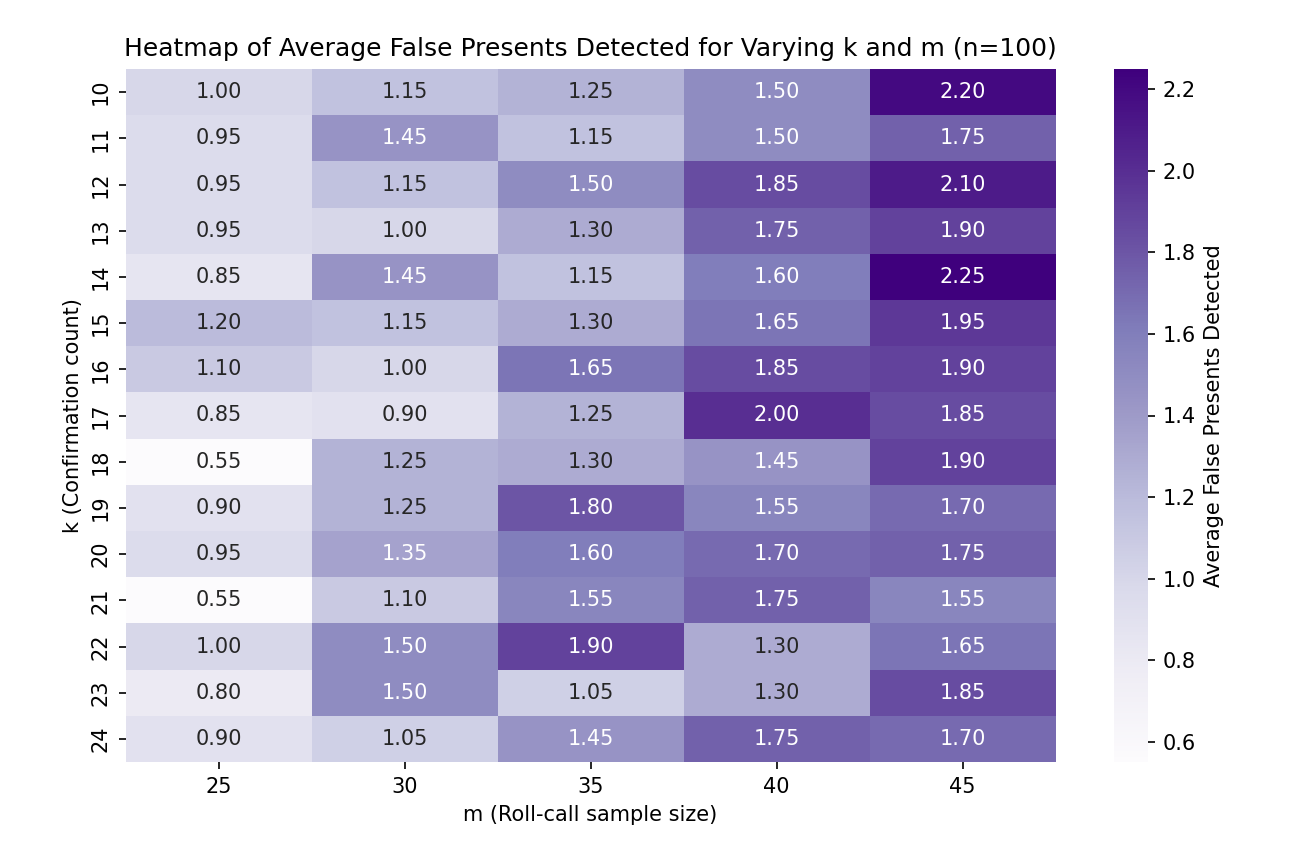 Heatmap of Average False Presents Detected for Varying k and m (n=100)
k (Confirmation count)
10 1.00 1.15 1.25 1.50 2.20
11 0.95 1.45 1.15 1.50 1.75
12 0.95 1.15 1.50 1.85 2.10
13 0.95 1.00 1.30 1.75 1.90
14 0.85 1.45 1.15 1.60 2.25
15 1.20 1.15 1.30 1.65 1.95
16 1.10 1.00 1.65 1.85 1.90
17 0.85 0.90 1.25 2.00 1.85
18 0.55 1.25 1.30 1.45 1.90
19 0.90 1.25 1.80 1.55 1.70
20 0.95 1.35 1.60 1.70 1.75
21 0.55 1.10 1.55 1.75 1.55
22 1.00 1.50 1.90 1.30 1.65
23 0.80 1.50 1.05 1.30 1.85
24 0.90 1.05 1.45 1.75 1.70
25 30 35 40 45
m (Roll-call sample size)
2.2
2.0
1.8
1.6
1.4
1.2
1.0
0.8
0.6
Average False Presents Detected